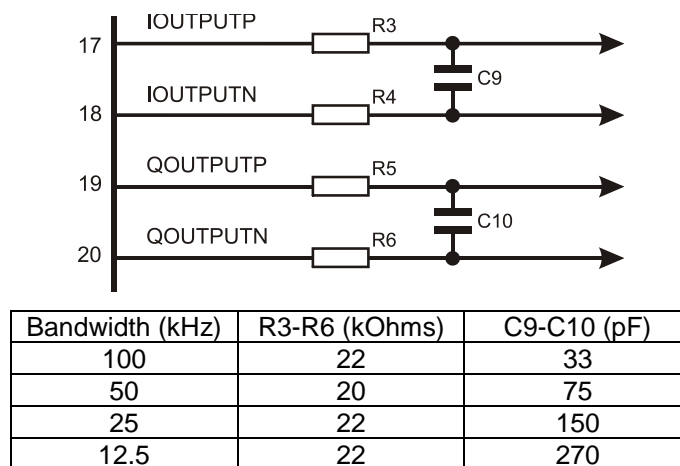 IOUTPUTP R3
17
C9
IOUTPUTN R4
18
QOUTPUTP R5
19
C10
QOUTPUTN R6
20
Bandwidth (kHz) R3-R6 (kOhms) C9-C10 (pF)
100 22 33
50 20 75
25 22 150
12.5 22 270